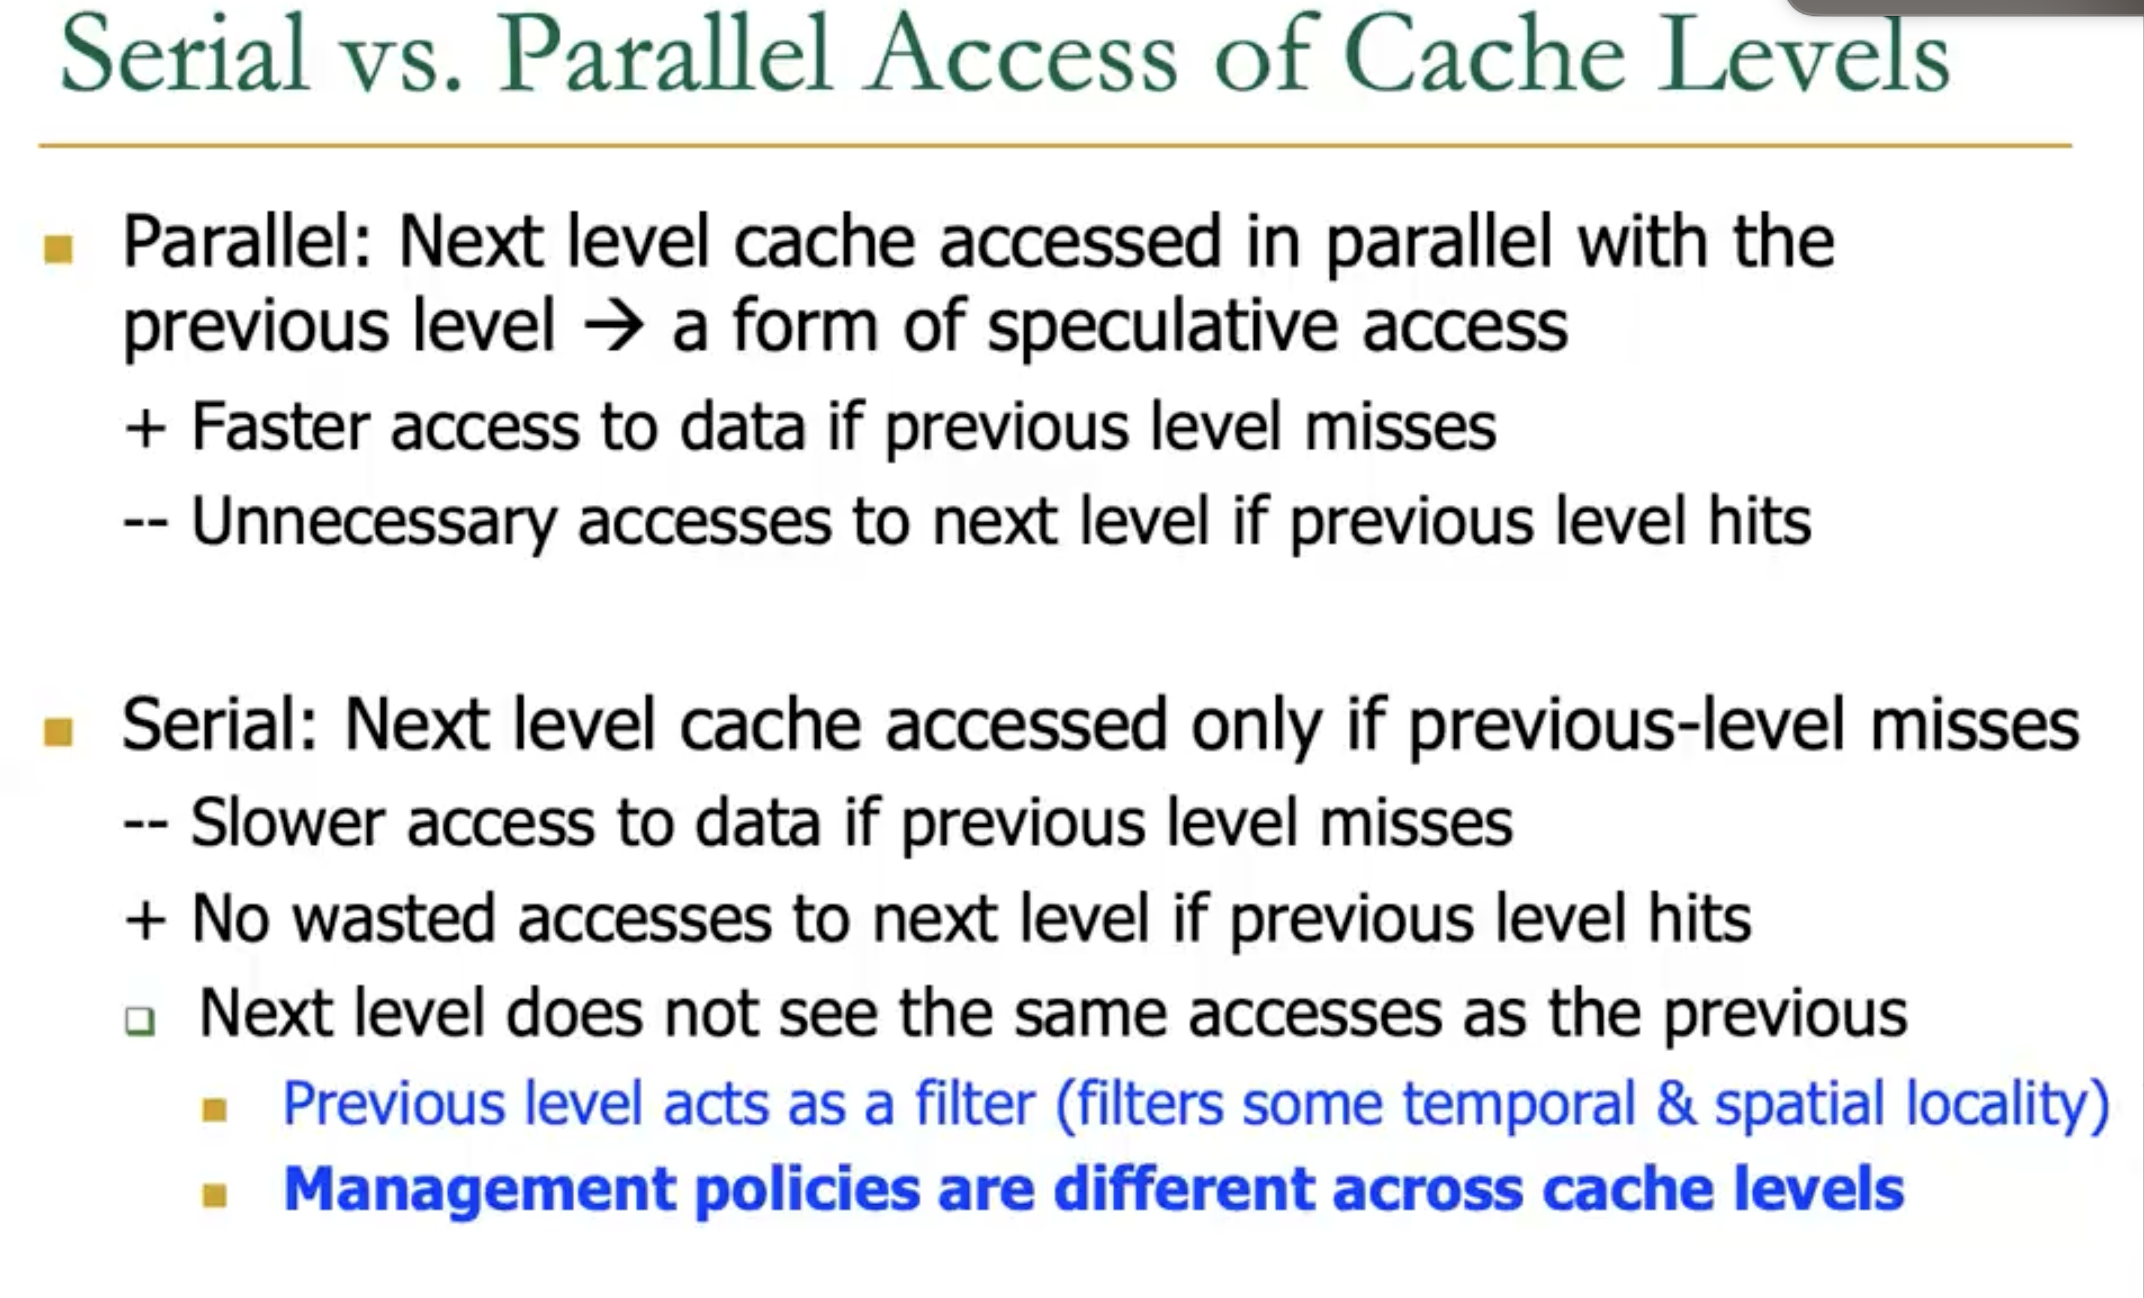 Serial vs. Parallel Access of Cache Levels
Parallel: Next level cache accessed in parallel with the
previous level → a form of speculative access
+ Faster access to data if previous level misses
-- Unnecessary accesses to next level if previous level hits
Serial: Next level cache accessed only if previous-level misses
-- Slower access to data if previous level misses
+ No wasted accesses to next level if previous level hits
Next level does not see the same accesses as the previous
Previous level acts as a filter (filters some temporal & spatial locality)
Management policies are different across cache levels